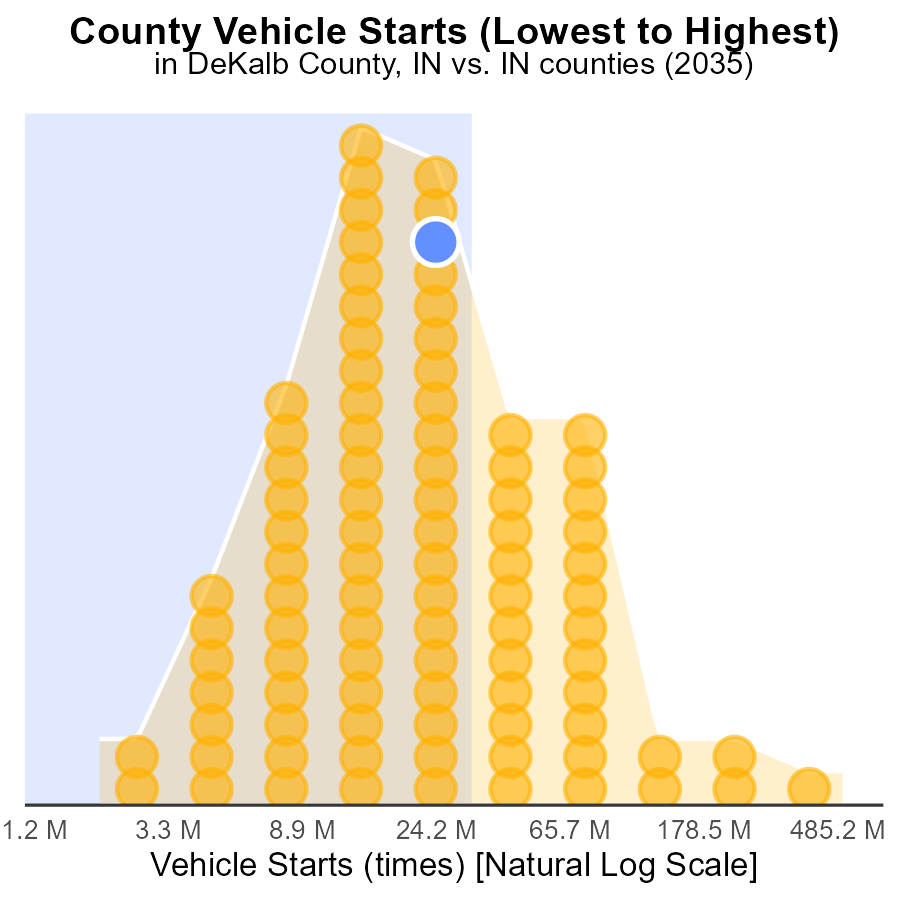 County Vehicle Starts (Lowest to Highest)
in DeKalb County, IN vs. IN counties (2035)
1.2 M 3.3 M 8.9 M 24.2 M 65.7 M 178.5 M 485.2 M
Vehicle Starts (times) [Natural Log Scale]